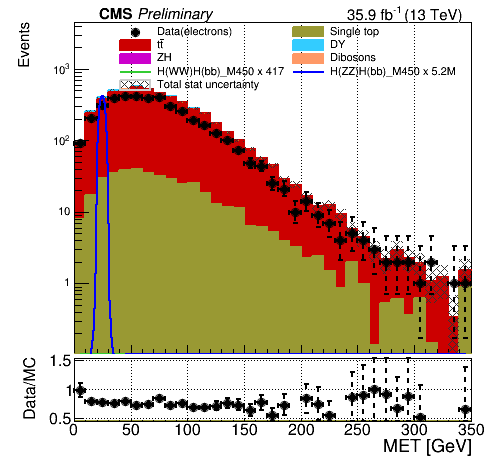 CMS Preliminary 35.9 fb⁻¹ (13 TeV)
Data(electrons) Single top
tt̄ DY
ZH Dibosons
H(WW)H(bb)_M450 x 417 H(ZZ)H(bb)_M450 x 5.2M
Total stat uncertainty
Events
10³
10²
10
1
Data/MC
1.5
1
0.5
0 50 100 150 200 250 300 350
MET [GeV]